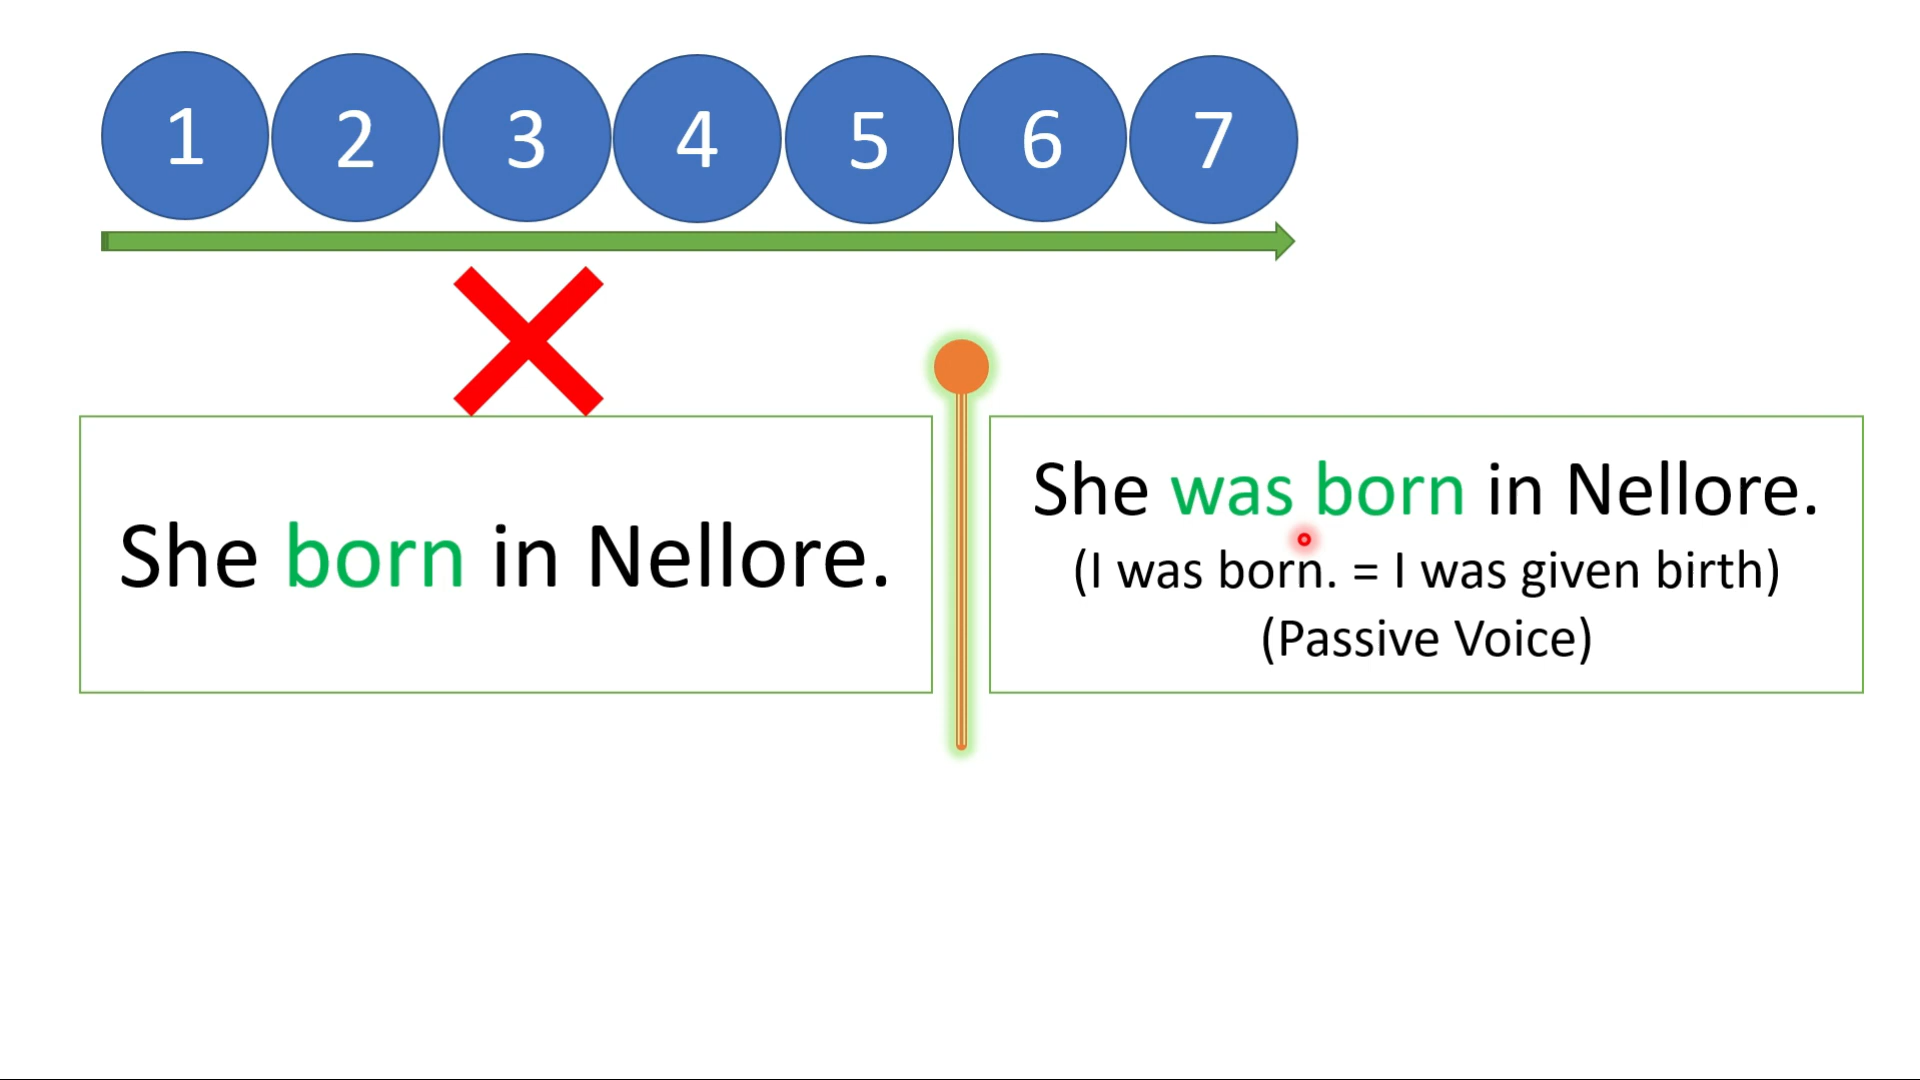 1 2 3 4 5 6 7
She born in Nellore.
She was born in Nellore.
(I was born. = I was given birth)
(Passive Voice)